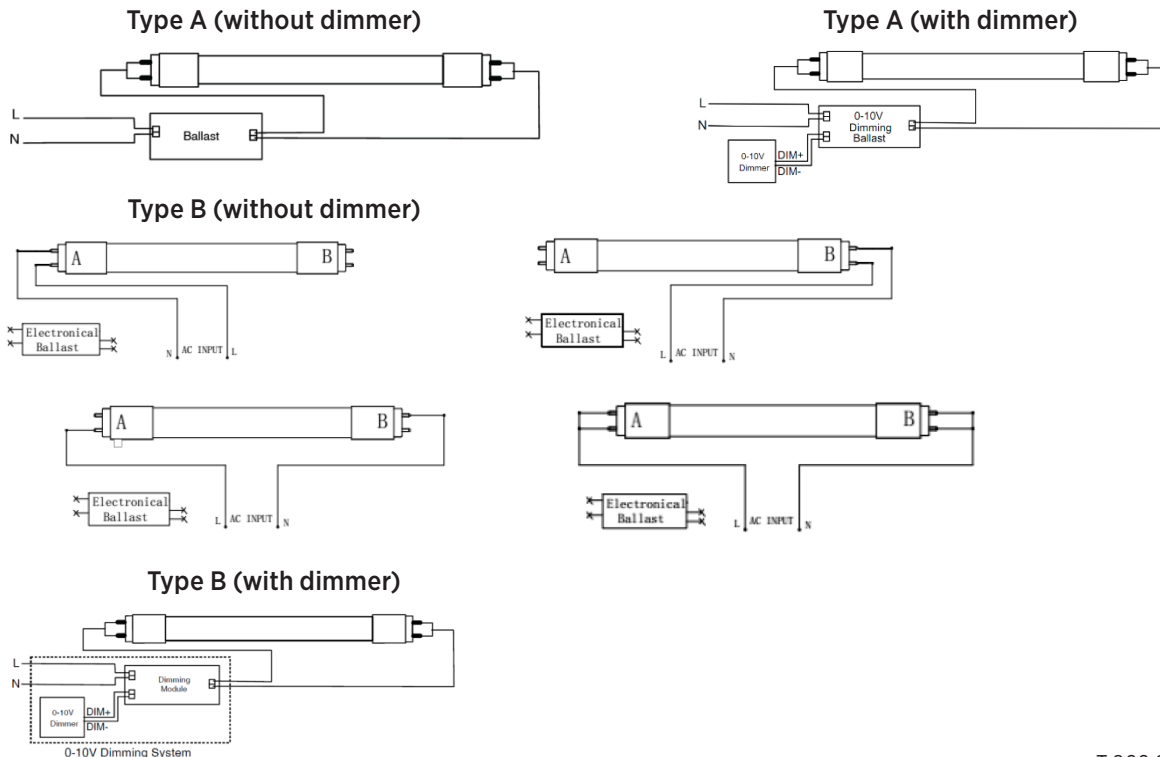 Type A (without dimmer)
Type A (with dimmer)
L
N
Ballast
L
N
0-10V
Dimming
Ballast
0-10V
Dimmer
DIM+
DIM-
Type B (without dimmer)
A
B
Electronical
Ballast
N AC INPUT L
A
B
Electronical
Ballast
L AC INPUT N
A
B
Electronical
Ballast
L AC INPUT N
A
B
Electronical
Ballast
L AC INPUT N
Type B (with dimmer)
L
N
Dimming
Module
0-10V
Dimmer
DIM+
DIM-
0-10V Dimming System